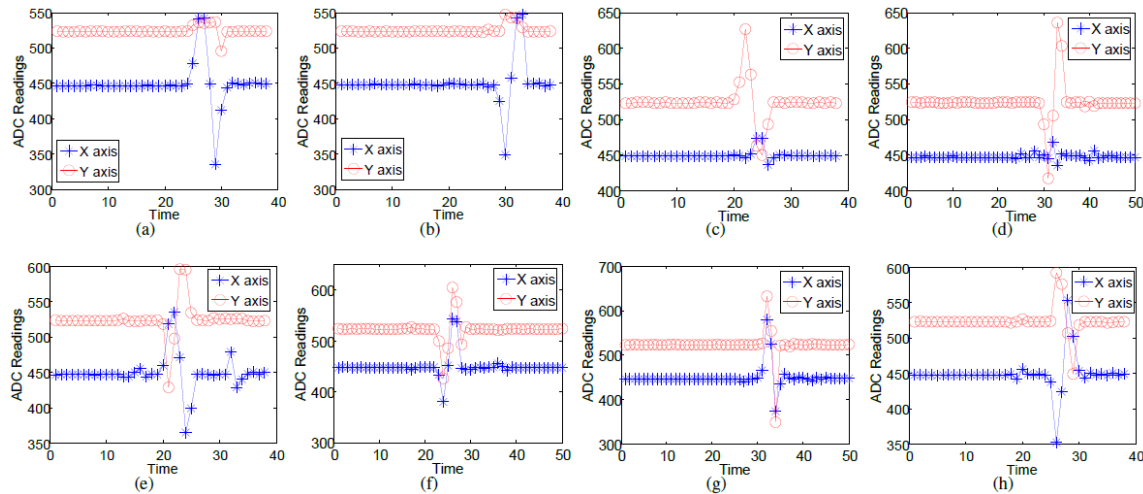 550
500
450
400
350
300
0
10
20
30
40
ADC Readings
Time
X axis
Y axis
(a)
550
500
450
400
350
300
0
10
20
30
40
ADC Readings
Time
X axis
Y axis
(b)
650
600
550
500
450
400
0
10
20
30
40
ADC Readings
Time
X axis
Y axis
(c)
650
600
550
500
450
400
0
10
20
30
40
50
ADC Readings
Time
X axis
Y axis
(d)
600
550
500
450
400
350
0
10
20
30
40
ADC Readings
Time
X axis
Y axis
(e)
600
500
400
300
0
10
20
30
40
50
ADC Readings
Time
X axis
Y axis
(f)
700
600
500
400
300
0
10
20
30
40
50
ADC Readings
Time
X axis
Y axis
(g)
600
550
500
450
400
350
0
10
20
30
40
ADC Readings
Time
X axis
Y axis
(h)